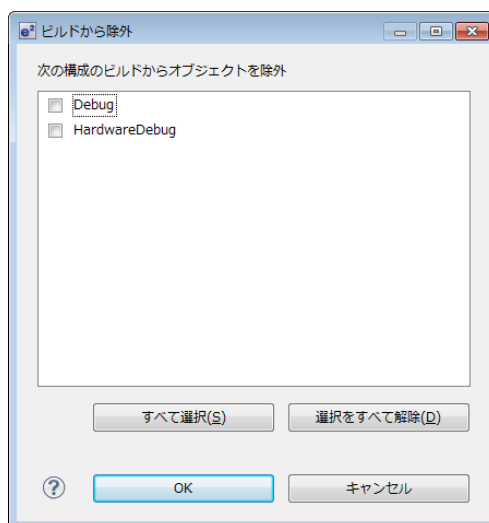 e² ビルドから除外
次の構成のビルドからオブジェクトを除外
Debug
HardwareDebug
すべて選択(S) 選択をすべて解除(D)
? OK キャンセル